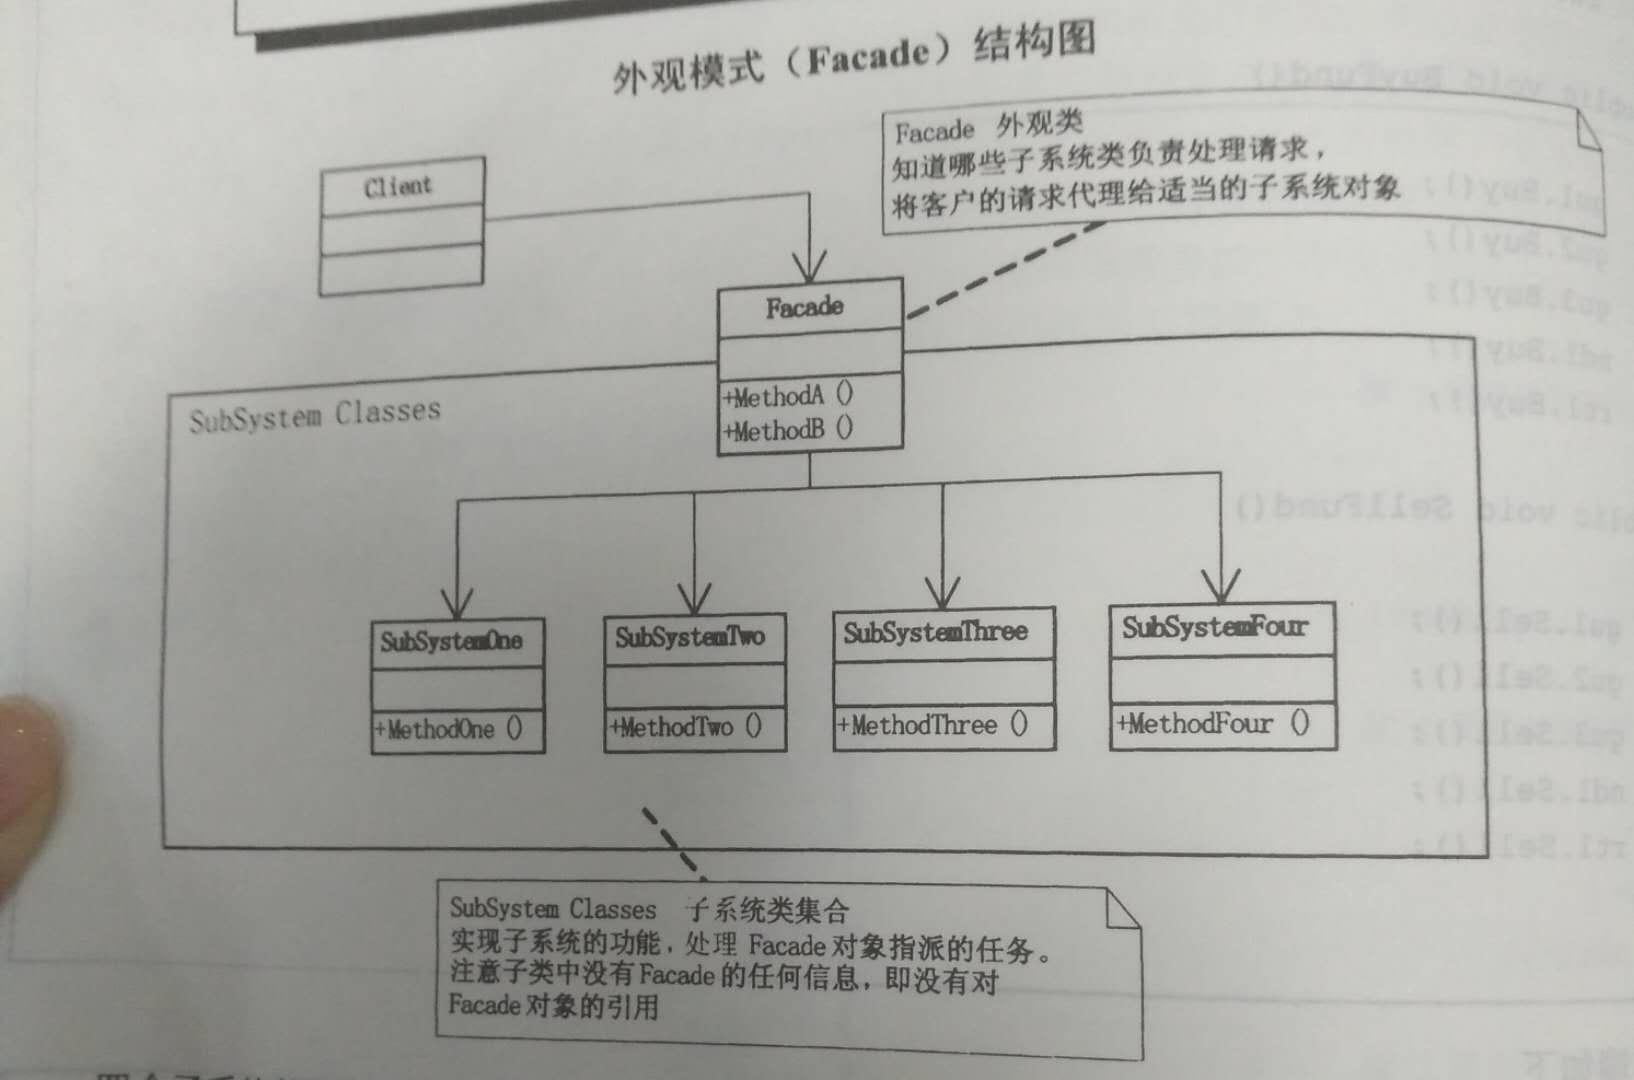 外观模式（Facade）结构图
Facade 外观类
知道哪些子系统类负责处理请求，
将客户的请求代理给适当的子系统对象
Client
Facade
+MethodA ()
+MethodB ()
SubSystem Classes
SubSystemOne
+MethodOne ()
SubSystemTwo
+MethodTwo ()
SubSystemThree
+MethodThree ()
SubSystemFour
+MethodFour ()
SubSystem Classes 子系统类集合
实现子系统的功能，处理 Facade 对象指派的任务。
注意子类中没有 Facade 的任何信息，即没有对
Facade 对象的引用